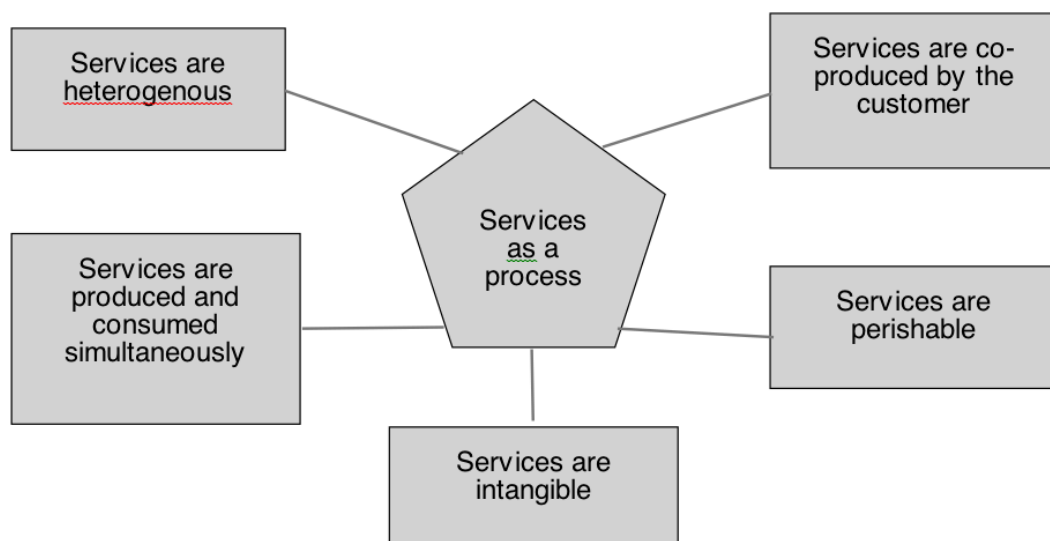 Services are
heterogenous
Services are co-
produced by the
customer
Services
as a
process
Services are
produced and
consumed
simultaneously
Services are
perishable
Services are
intangible